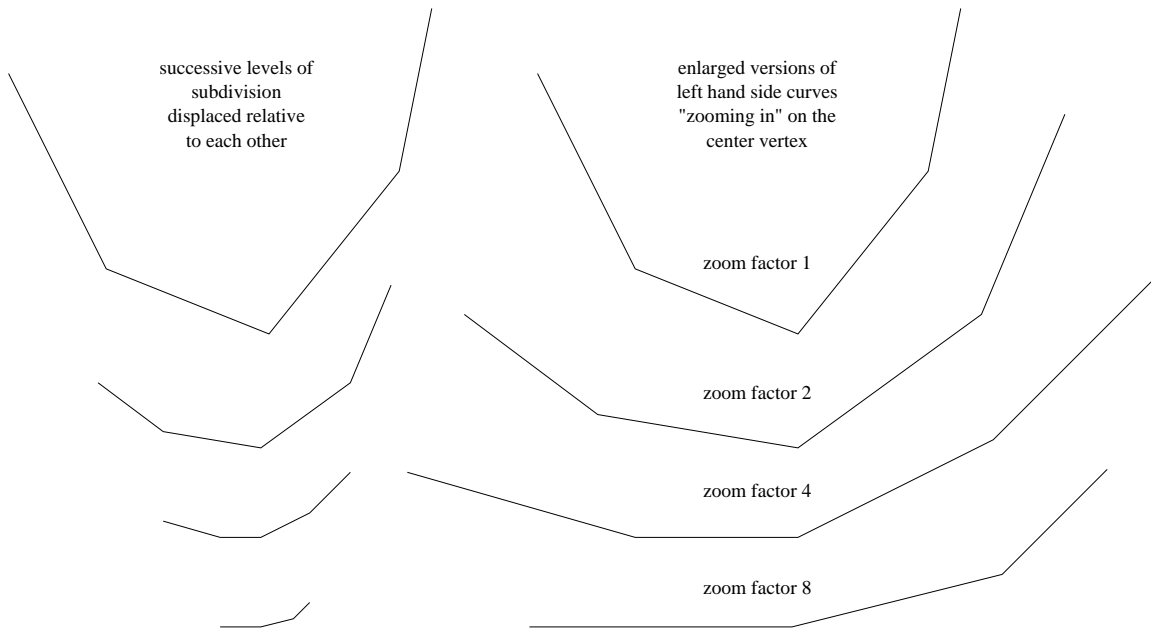 successive levels of
subdivision
displaced relative
to each other
enlarged versions of
left hand side curves
"zooming in" on the
center vertex
zoom factor 1
zoom factor 2
zoom factor 4
zoom factor 8